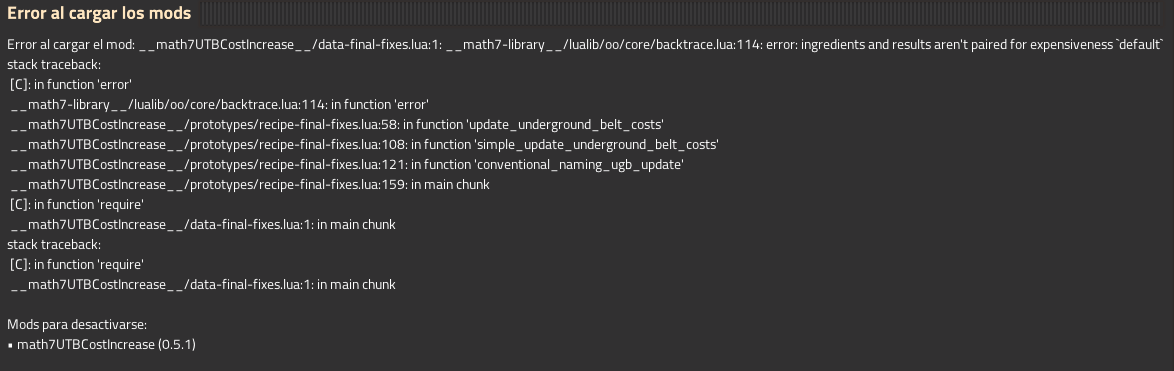 Error al cargar los mods
Error al cargar el mod: __math7UTBCostIncrease__/data-final-fixes.lua:1: __math7-library__/lualib/oo/core/backtrace.lua:114: error: ingredients and results aren't paired for expensiveness `default`
stack traceback:
[C]: in function 'error'
__math7-library__/lualib/oo/core/backtrace.lua:114: in function 'error'
__math7UTBCostIncrease__/prototypes/recipe-final-fixes.lua:58: in function 'update_underground_belt_costs'
__math7UTBCostIncrease__/prototypes/recipe-final-fixes.lua:108: in function 'simple_update_underground_belt_costs'
__math7UTBCostIncrease__/prototypes/recipe-final-fixes.lua:121: in function 'conventional_naming_ugb_update'
__math7UTBCostIncrease__/prototypes/recipe-final-fixes.lua:159: in main chunk
[C]: in function 'require'
__math7UTBCostIncrease__/data-final-fixes.lua:1: in main chunk
stack traceback:
[C]: in function 'require'
__math7UTBCostIncrease__/data-final-fixes.lua:1: in main chunk
Mods para desactivarse:
▪ math7UTBCostIncrease (0.5.1)